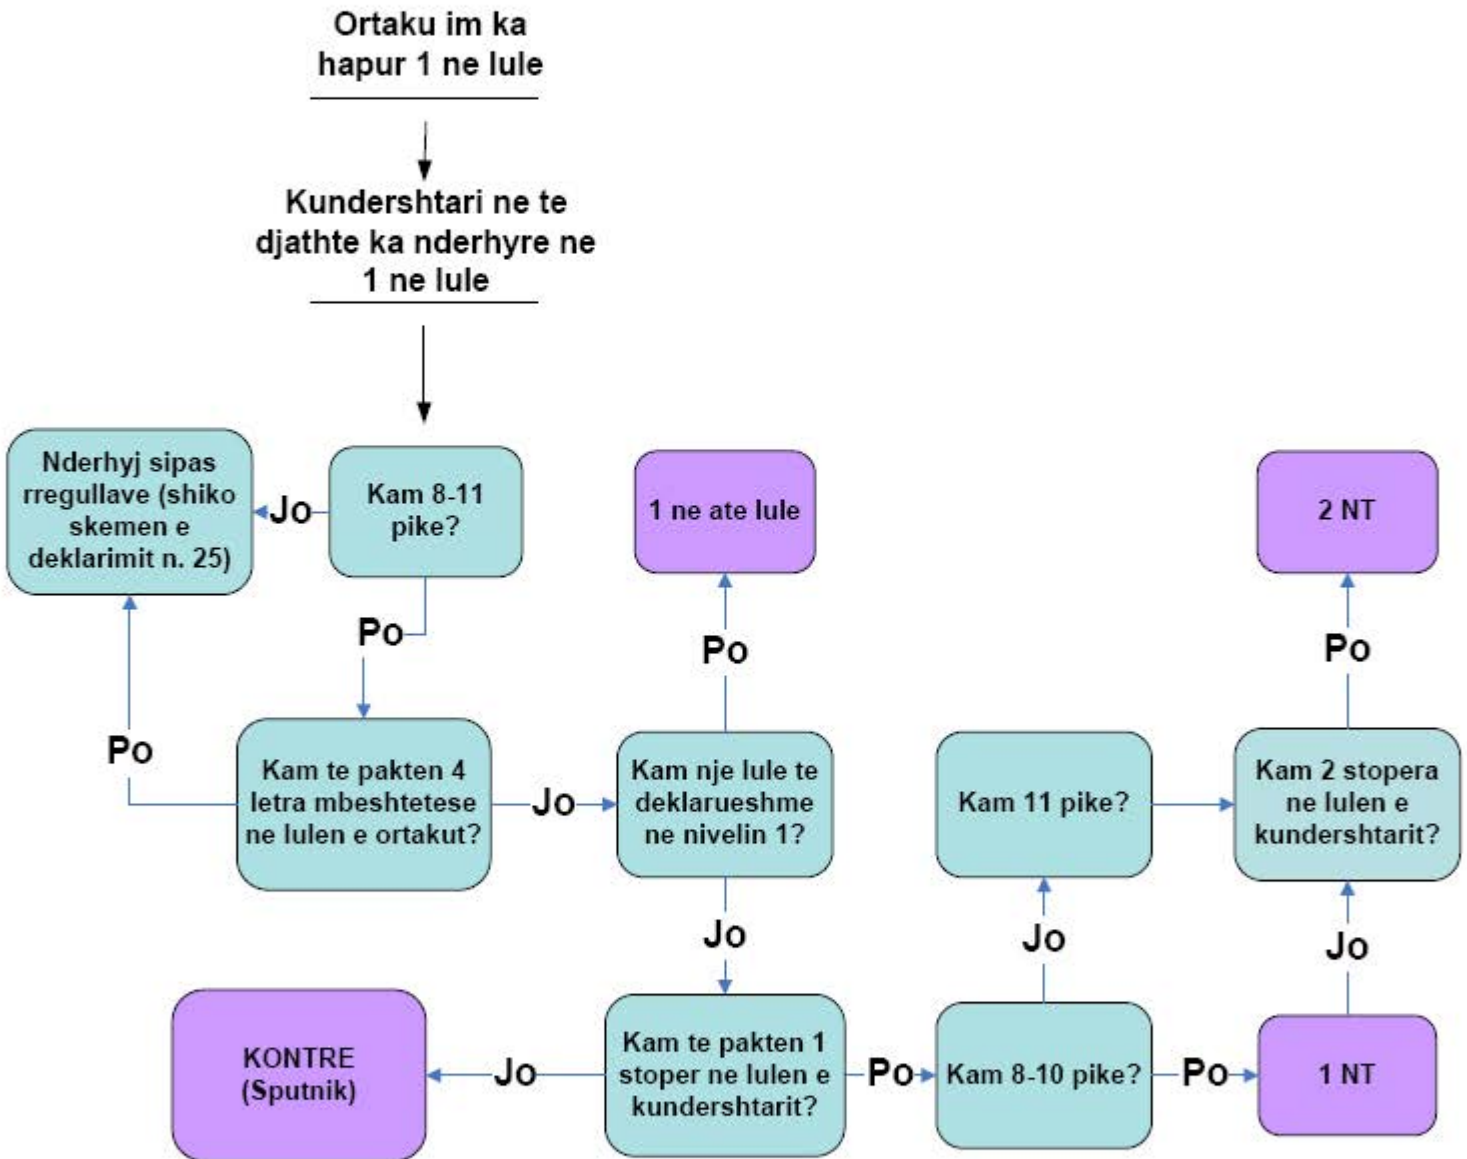 Ortaku im ka
hapur 1 ne lule
Kundershtari ne te
djathte ka nderhyre ne
1 ne lule
Nderhyj sipas
rregullave (shiko
skemen e
deklarimit n. 25)
Jo
Kam 8-11
pike?
1 ne ate lule
2 NT
Po
Po
Po
Po
Kam te pakten 4
letra mbeshtetese
ne lulen e ortakut?
Jo
Kam nje lule te
deklarueshme
ne nivelin 1?
Kam 11 pike?
Kam 2 stopera
ne lulen e
kundershtarit?
Jo
Jo
Jo
KONTRE
(Sputnik)
Jo
Kam te pakten 1
stoper ne lulen e
kundershtarit?
Po
Kam 8-10 pike?
Po
1 NT